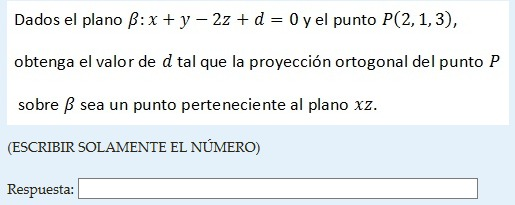 Dados el plano β: x + y − 2z + d = 0 y el punto P(2, 1, 3),
obtenga el valor de d tal que la proyección ortogonal del punto P
sobre β sea un punto perteneciente al plano xz.
(ESCRIBIR SOLAMENTE EL NÚMERO)
Respuesta: